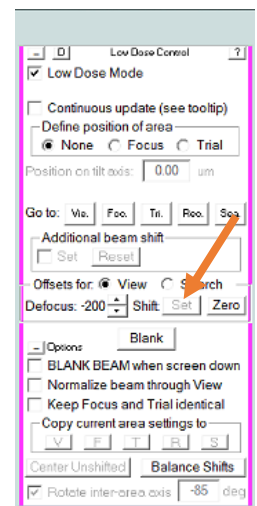 - D Low Dose Control ?
Low Dose Mode
Continuous update (see tooltip)
Define position of area
None Focus Trial
Position on tilt axis: 0.00 um
Go to: Vie. Foc. Tri. Rec. Sea.
Additional beam shift
Set Reset
Offsets for: View Search
Defocus: -200 Shift: Set Zero
- Options Blank
BLANK BEAM when screen down
Normalize beam through View
Keep Focus and Trial identical
Copy current area settings to
V F T R S
Center Unshifted Balance Shifts
Rotate inter-area axis -85 deg